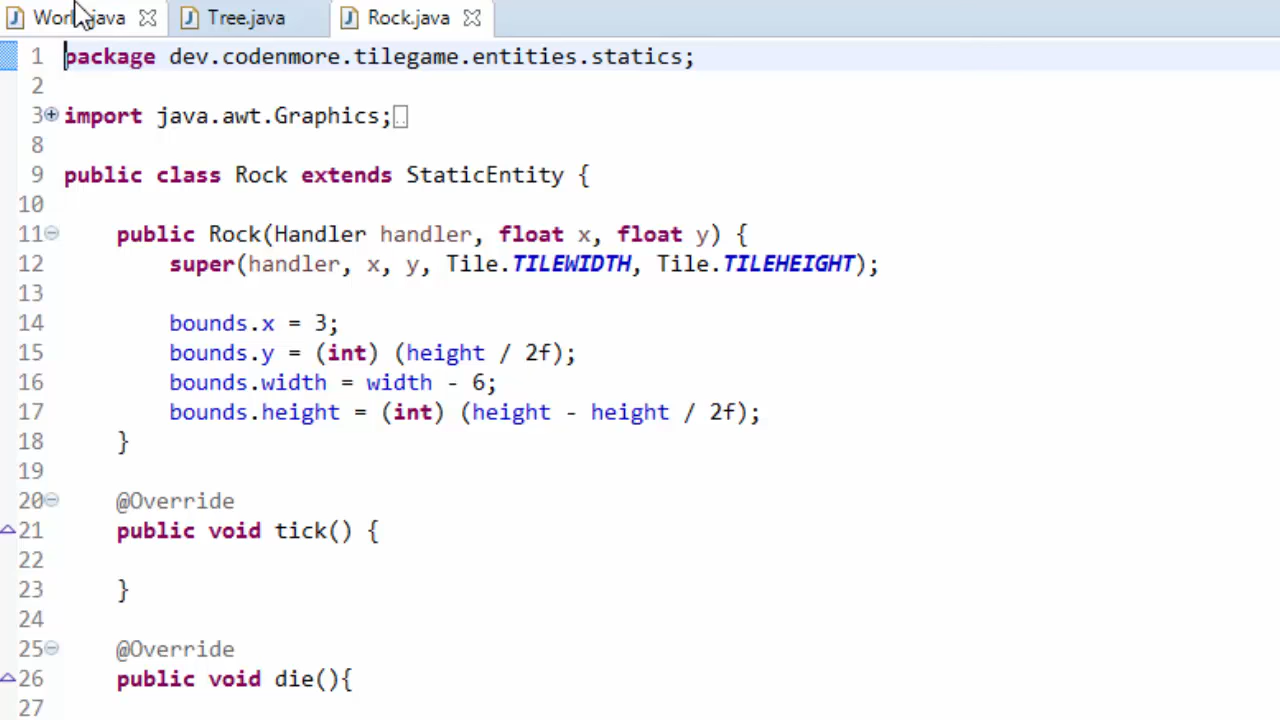 .java Tree.java Rock.java
1 package dev.codenmore.tilegame.entities.statics;
2
3 import java.awt.Graphics;
8
9 public class Rock extends StaticEntity {
10
11 public Rock(Handler handler, float x, float y) {
12 super(handler, x, y, Tile.TILEWIDTH, Tile.TILEHEIGHT);
13
14 bounds.x = 3;
15 bounds.y = (int) (height / 2f);
16 bounds.width = width - 6;
17 bounds.height = (int) (height - height / 2f);
18 }
19
20 @Override
21 public void tick() {
22
23 }
24
25 @Override
26 public void die(){
27